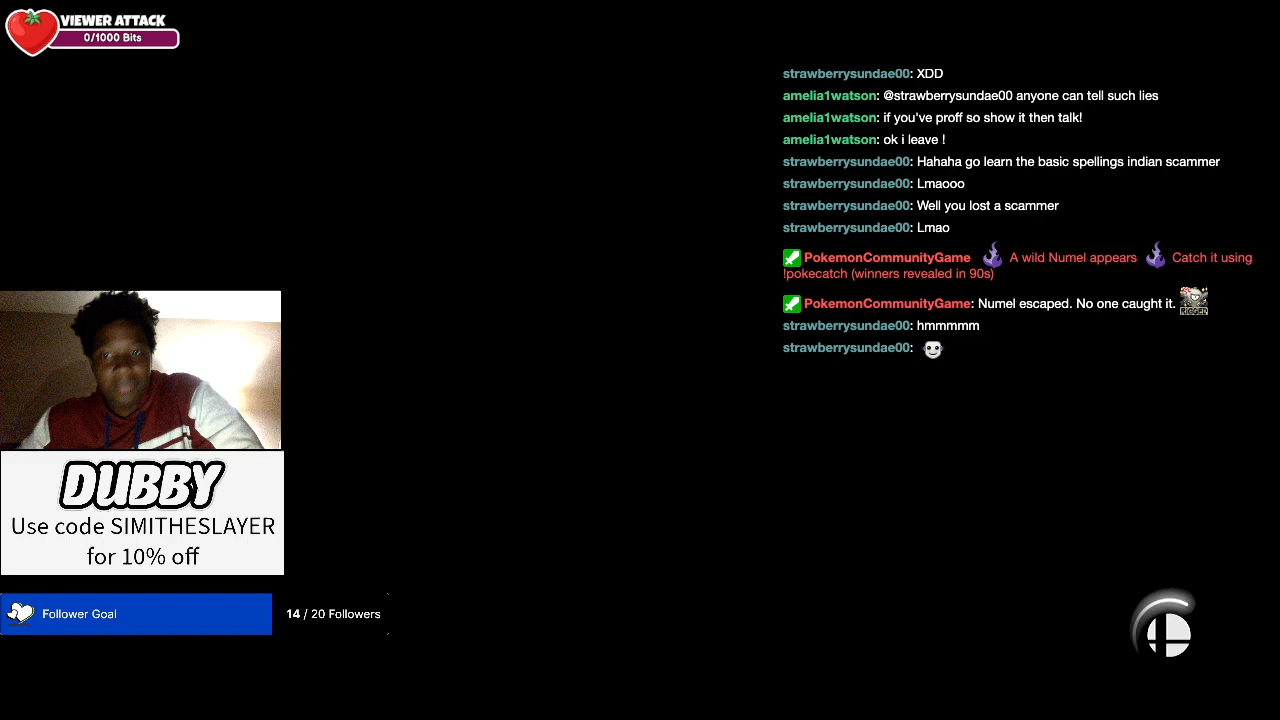 VIEWER ATTACK
0/1000 Bits
strawberrysundae00: XDD
amelia1watson: @strawberrysundae00 anyone can tell such lies
amelia1watson: if you've proff so show it then talk!
amelia1watson: ok i leave !
strawberrysundae00: Hahaha go learn the basic spellings indian scammer
strawberrysundae00: Lmaooo
strawberrysundae00: Well you lost a scammer
strawberrysundae00: Lmao
PokemonCommunityGame A wild Numel appears Catch it using
!pokecatch (winners revealed in 90s)
PokemonCommunityGame: Numel escaped. No one caught it.
RIGGED
strawberrysundae00: hmmmmm
strawberrysundae00:
DUBBY
Use code SIMITHESLAYER
for 10% off
Follower Goal
14 / 20 Followers